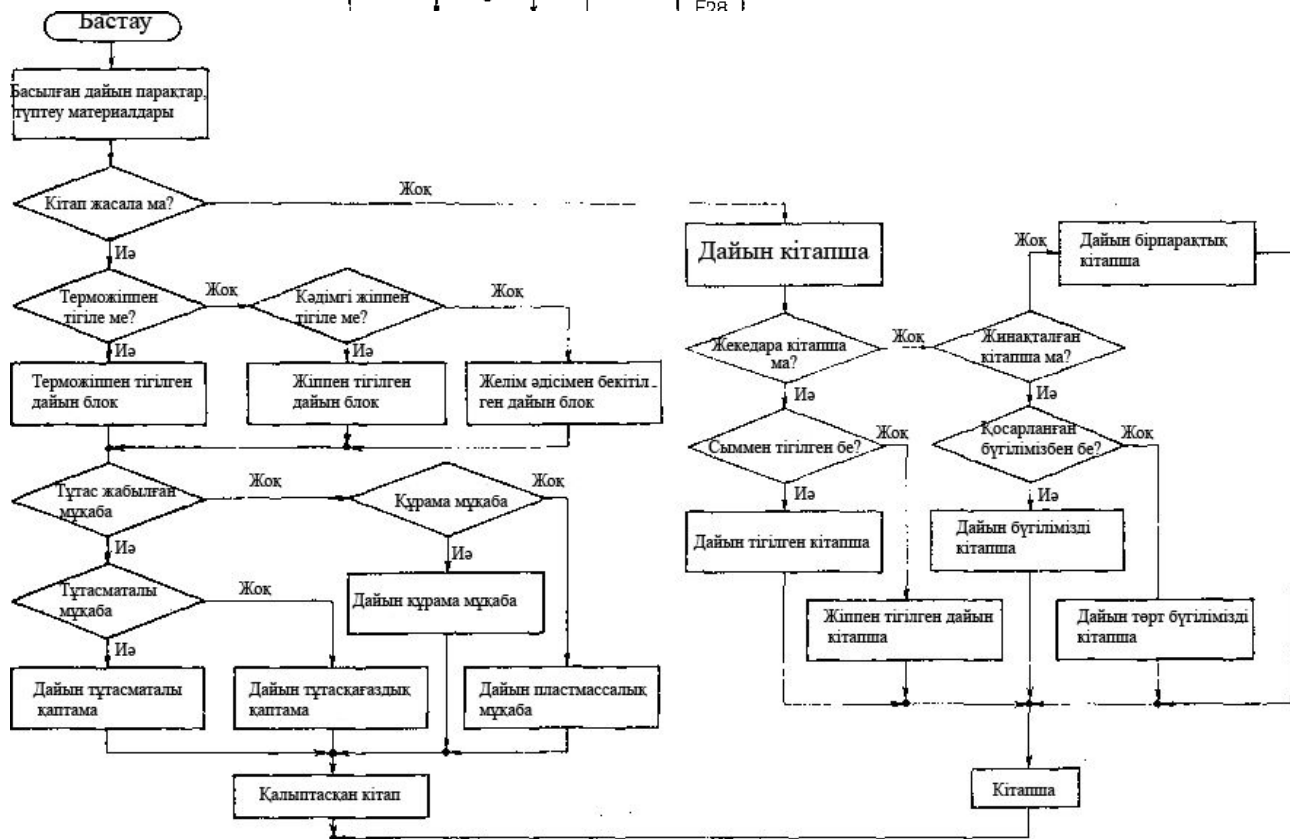 F28
Бастау
Басылған дайын парақтар,
түптеу материалдары
Кітап жасала ма?
Жоқ
Иә
Терможіппен
тігіле ме?
Жоқ
Кәдімгі жіппен
тігіле ме?
Жоқ
Иә
Иә
Терможіппен тігілген
дайын блок
Жіппен тігілген
дайын блок
Желім әдісімен бекітіл
ген дайын блок
Тұтас жабылған
мұқаба
Жоқ
Құрама мұқаба
Жоқ
Иә
Иә
Тұтасматалы
мұқаба
Жоқ
Дайын құрама мұқаба
Иә
Дайын тұтасматалы
қаптама
Дайын тұтасқағаздық
қаптама
Дайын пластмассалық
мұқаба
Қалыптасқан кітап
Дайын кітапша
Жоқ
Дайын бірпарақтық
кітапша
Жекедара кітапша
ма?
Жоқ
Жинақталған
кітапша ма?
Иә
Иә
Сыммен тігілген бе?
Жоқ
Қосарланған
бүгілімізбен бе?
Жоқ
Иә
Иә
Дайын тігілген кітапша
Дайын бүгілімізді
кітапша
Жіппен тігілген дайын
кітапша
Дайын төрт бүгілімізді
кітапша
Кітапша